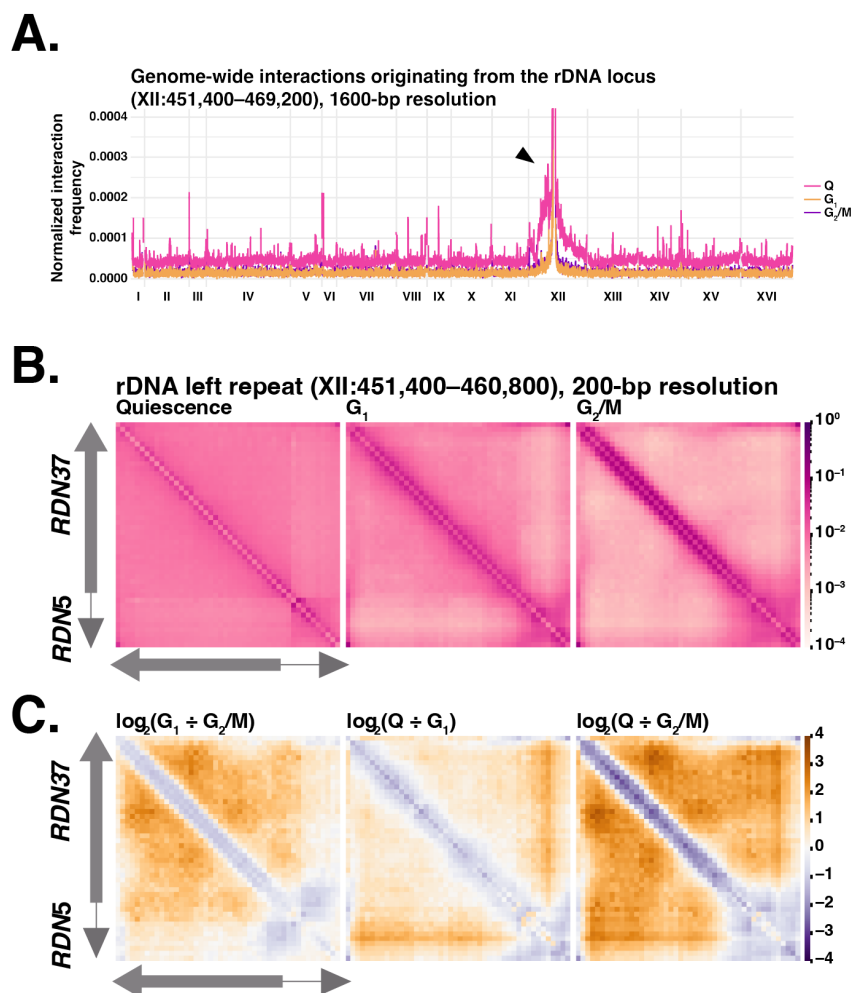 A.
Genome-wide interactions originating from the rDNA locus
(XII:451,400–469,200), 1600-bp resolution
Normalized interaction
frequency
0.0004
0.0003
0.0002
0.0001
0.0000
I II III IV V VI VII VIII IX X XI XII XIII XIV XV XVI
Q
G1
G2/M
B.
rDNA left repeat (XII:451,400–460,800), 200-bp resolution
Quiescence G1 G2/M
RDN37
RDN5
10⁰
10⁻¹
10⁻²
10⁻³
10⁻⁴
C.
log2(G1 ÷ G2/M) log2(Q ÷ G1) log2(Q ÷ G2/M)
RDN37
RDN5
4
3
2
1
0
−1
−2
−3
−4